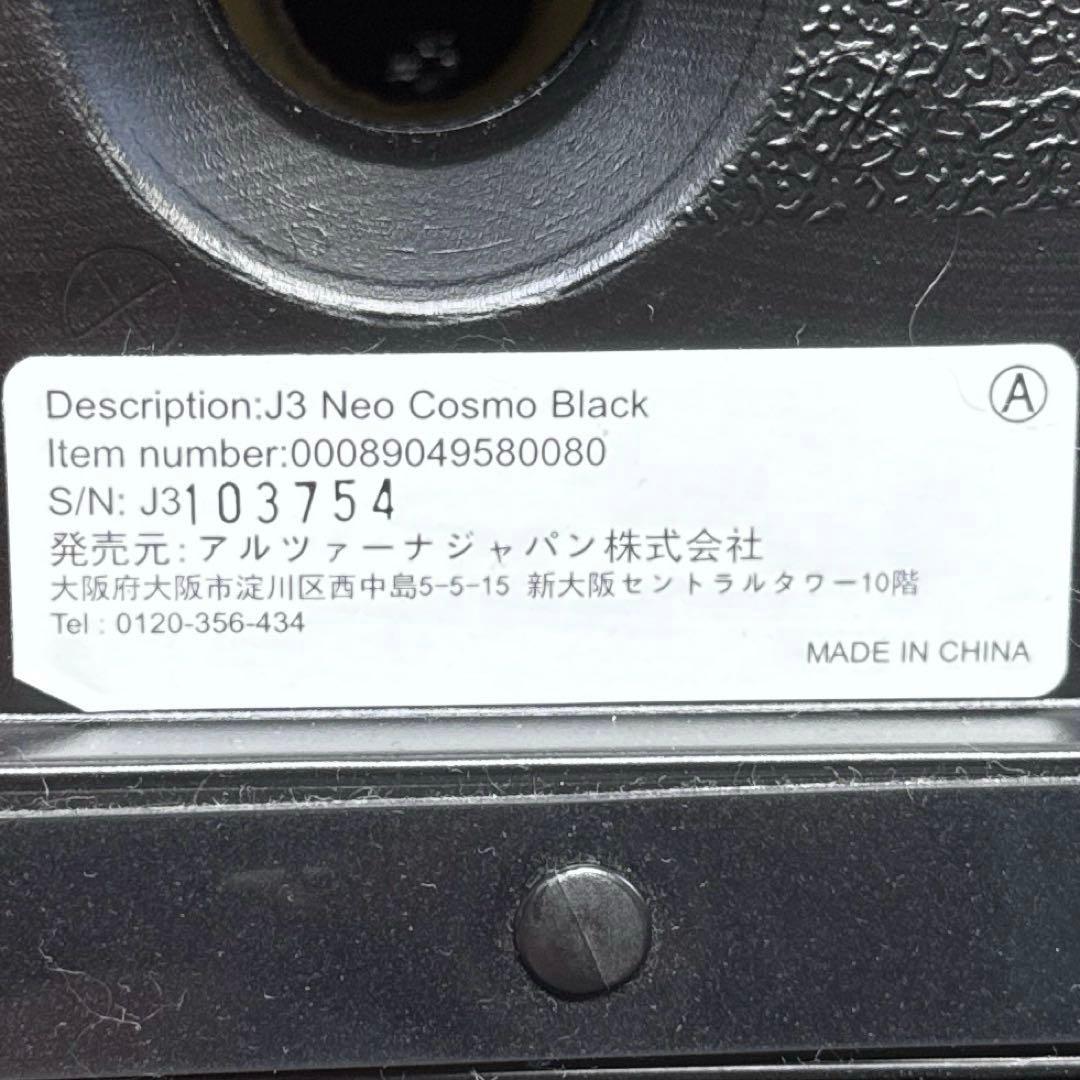 Description:J3 Neo Cosmo Black
Ⓐ
Item number:00089049580080
S/N: J3103754
発売元:アルツァーナジャパン株式会社
大阪府大阪市淀川区西中島5-5-15 新大阪セントラルタワー10階
Tel : 0120-356-434
MADE IN CHINA